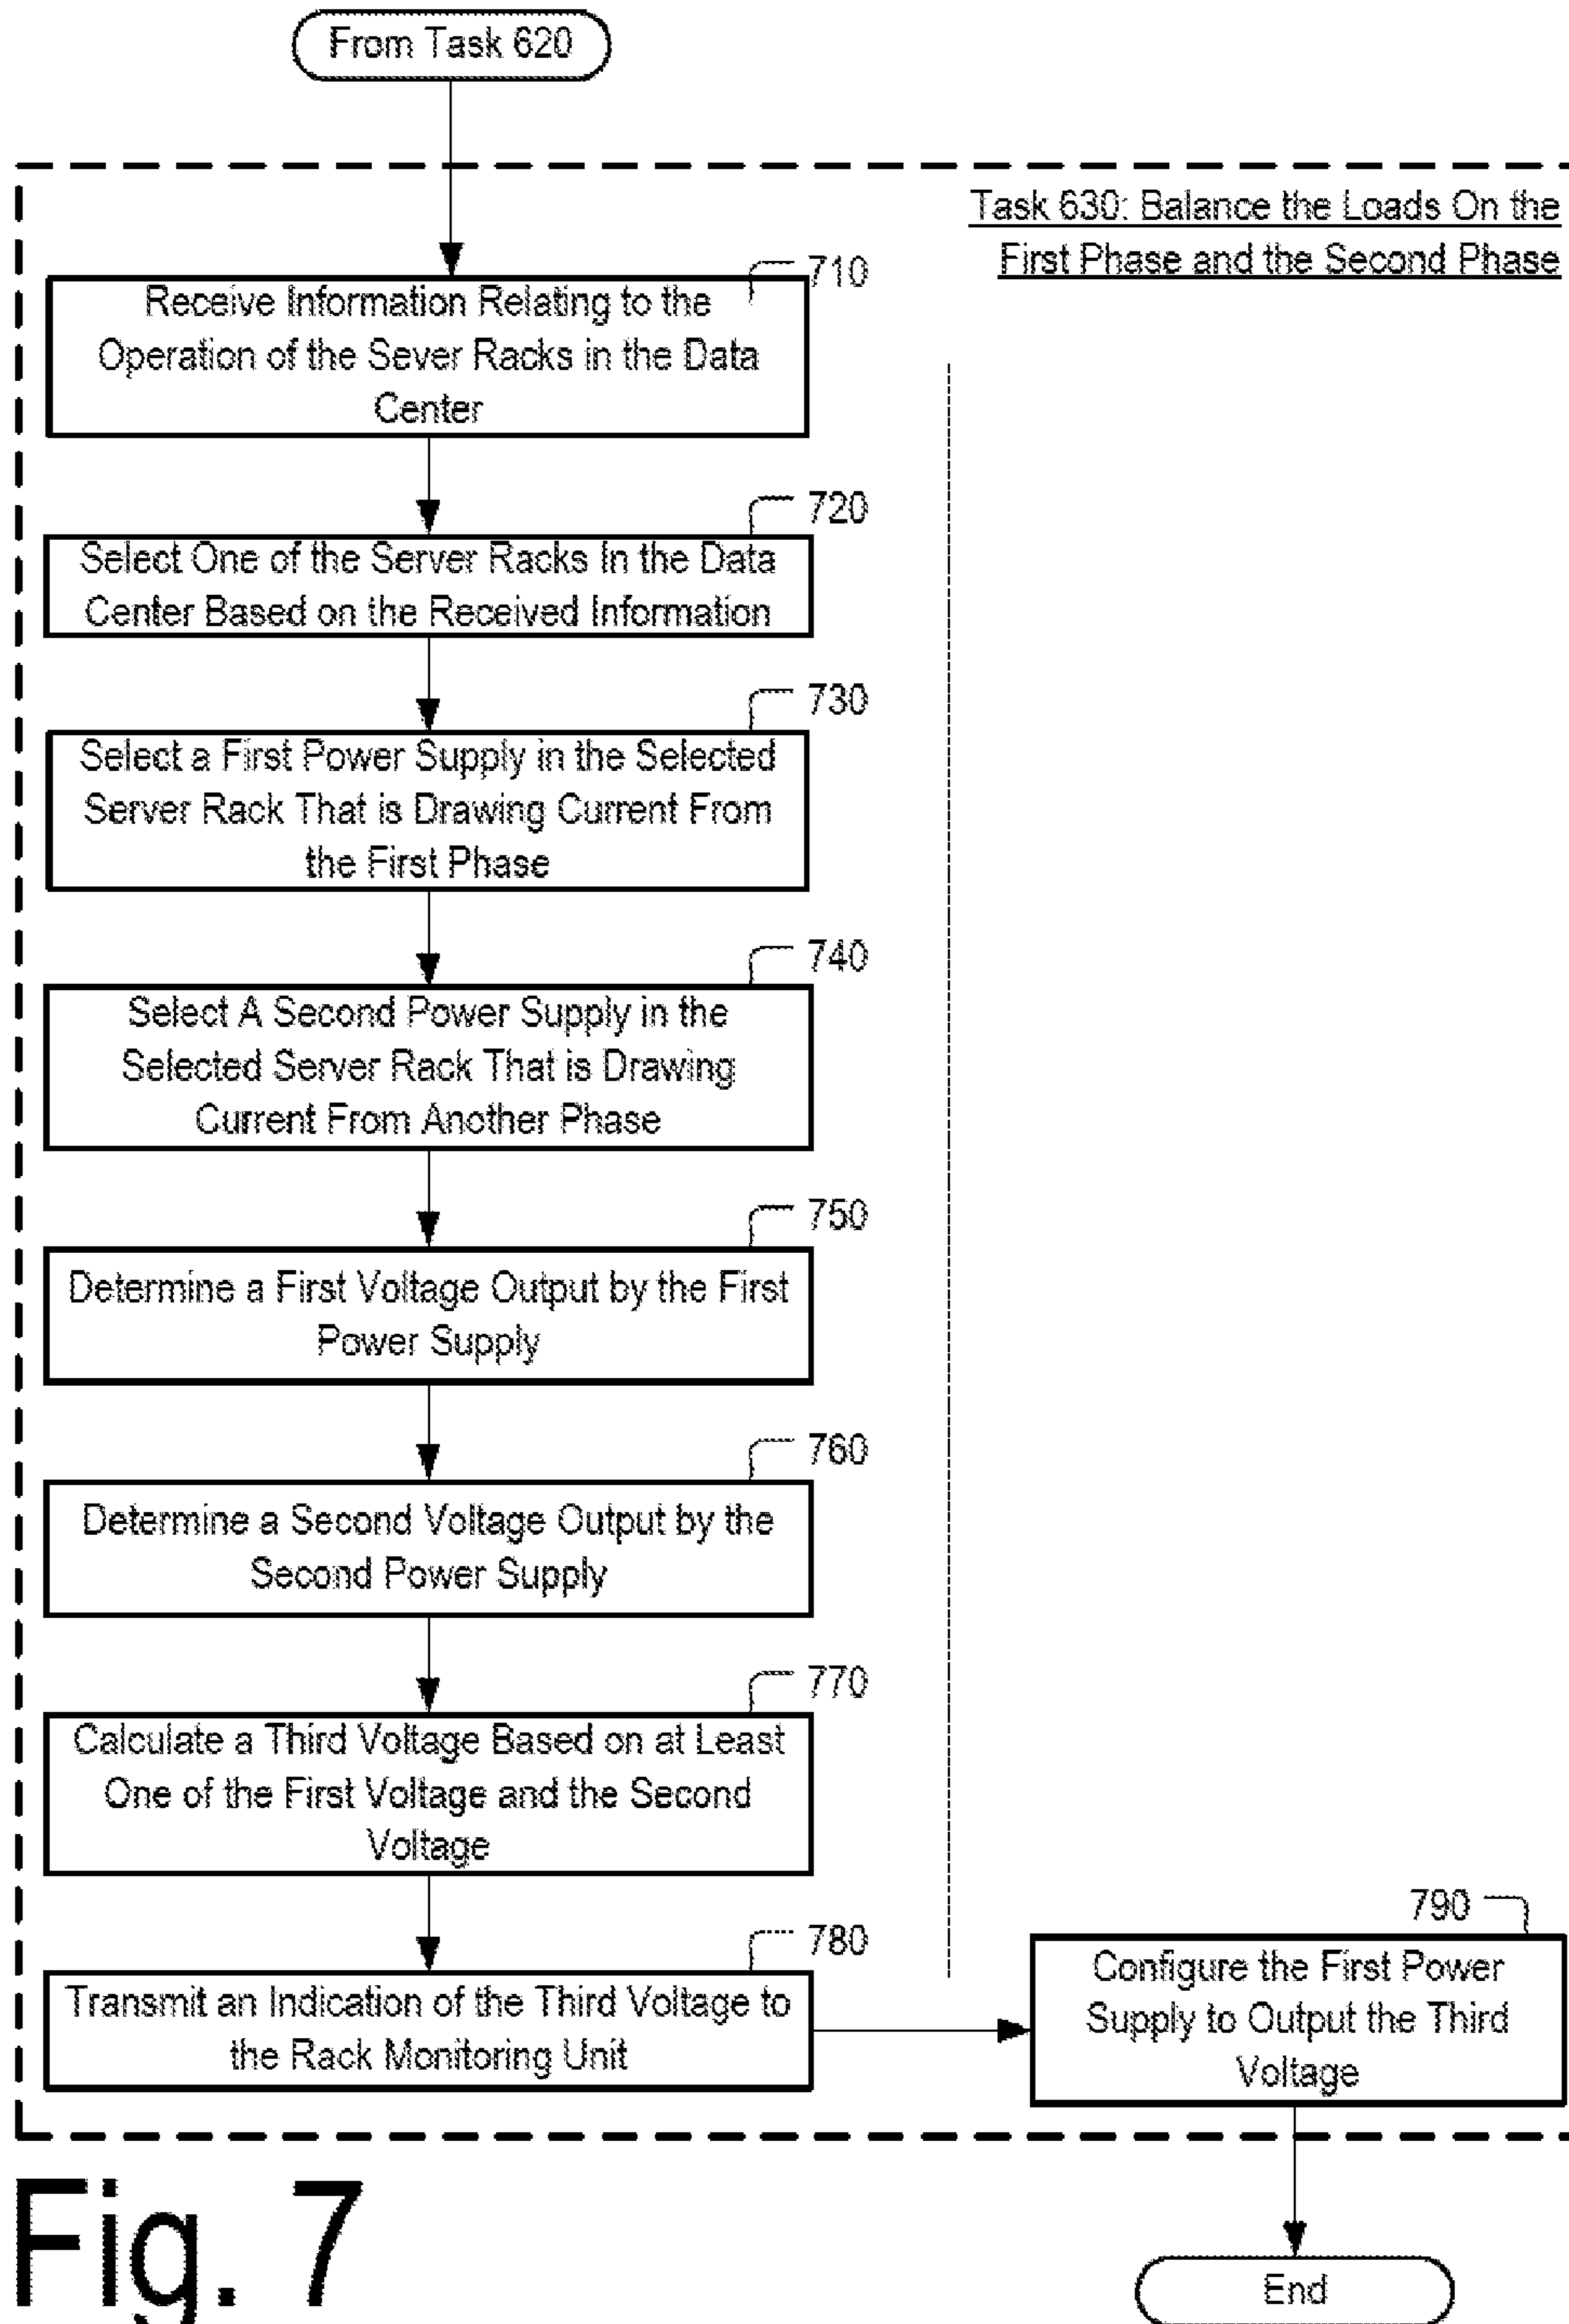 From Task 620
Task 630: Balance the Loads On the
First Phase and the Second Phase
710
Receive Information Relating to the
Operation of the Sever Racks in the Data
Center
720
Select One of the Server Racks In the Data
Center Based on the Received Information
730
Select a First Power Supply in the Selected
Server Rack That is Drawing Current From
the First Phase
740
Select A Second Power Supply in the
Selected Server Rack That is Drawing
Current From Another Phase
750
Determine a First Voltage Output by the First
Power Supply
760
Determine a Second Voltage Output by the
Second Power Supply
770
Calculate a Third Voltage Based on at Least
One of the First Voltage and the Second
Voltage
780
Transmit an Indication of the Third Voltage to
the Rack Monitoring Unit
790
Configure the First Power
Supply to Output the Third
Voltage
End
Fig. 7